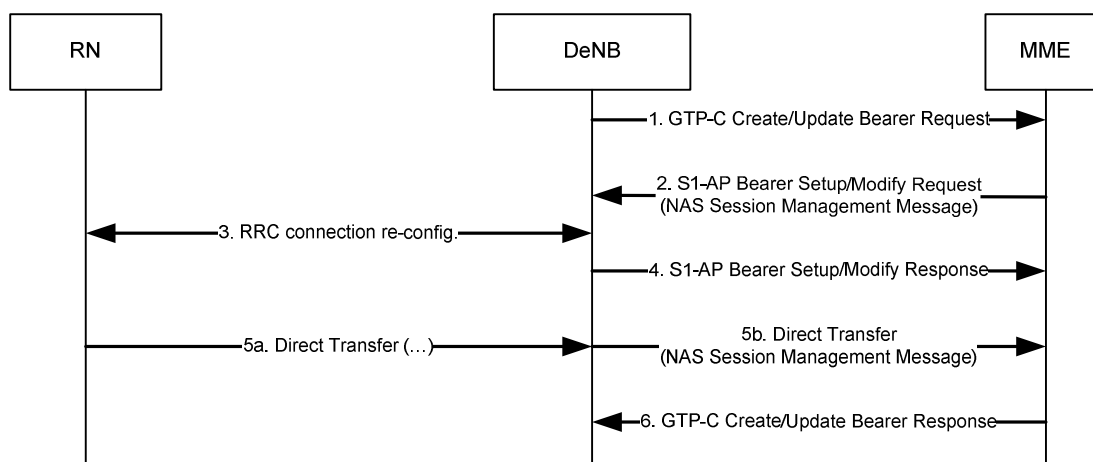 RN
DeNB
MME
1. GTP-C Create/Update Bearer Request
2. S1-AP Bearer Setup/Modify Request
(NAS Session Management Message)
3. RRC connection re-config.
4. S1-AP Bearer Setup/Modify Response
5a. Direct Transfer (...)
5b. Direct Transfer
(NAS Session Management Message)
6. GTP-C Create/Update Bearer Response